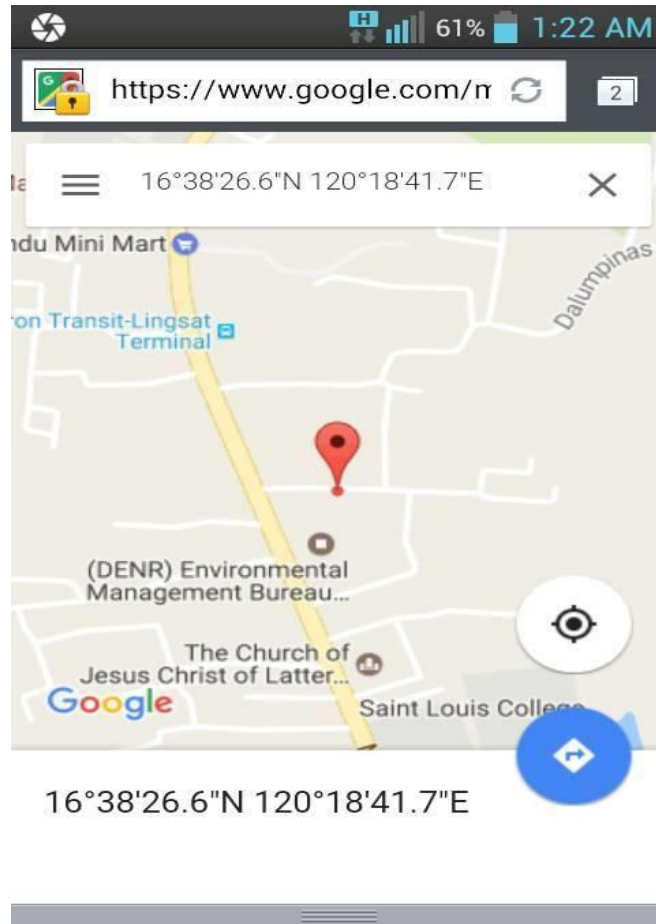 H 61% 1:22 AM
https://www.google.com/m 2
16°38'26.6"N 120°18'41.7"E
ndu Mini Mart
Dalumpinas
on Transit-Lingsat
Terminal
(DENR) Environmental
Management Bureau...
The Church of
Jesus Christ of Latter...
Google
Saint Louis College
16°38'26.6"N 120°18'41.7"E